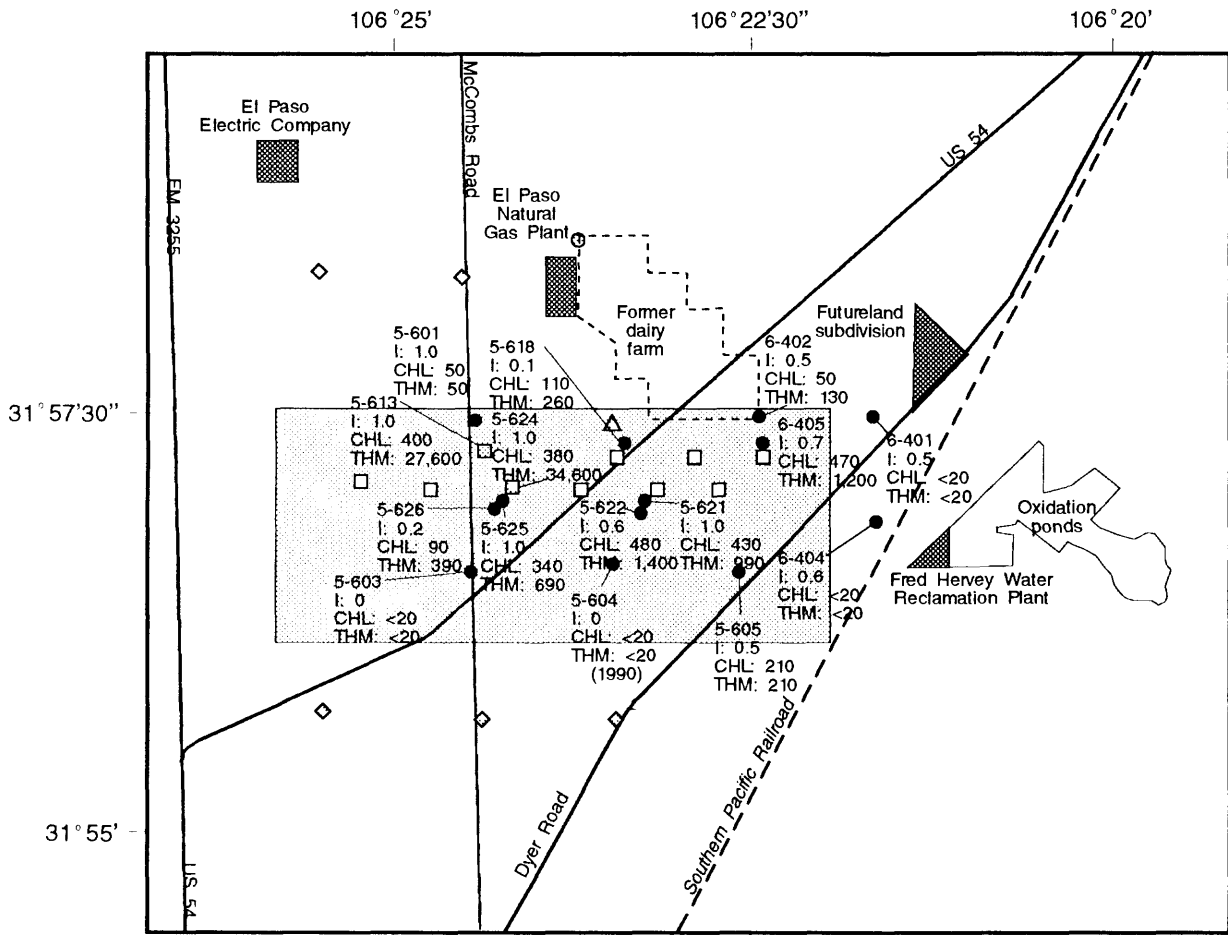 106°25'
106°22'30''
106°20'
31°57'30''
31°55'
El Paso
Electric Company
McCombs Road
FM 3255
US 54
El Paso
Natural
Gas Plant
Former
dairy
farm
Futureland
subdivision
5-601
I: 1.0
CHL: 50
THM: 50
5-618
I: 0.1
CHL: 110
THM: 260
6-402
I: 0.5
CHL: 50
THM: 130
5-613
I: 1.0
CHL: 400
THM: 27,600
5-624
I: 1.0
CHL: 380
THM: 34,600
6-405
I: 0.7
CHL: 470
THM: 1,200
6-401
I: 0.5
CHL: <20
THM: <20
5-626
I: 0.2
CHL: 90
THM: 390
5-625
I: 1.0
CHL: 340
THM: 690
5-622
I: 0.6
CHL: 480
THM: 1,400
5-621
I: 1.0
CHL: 430
THM: 990
6-404
I: 0.6
CHL: <20
THM: <20
Oxidation
ponds
Fred Hervey Water
Reclamation Plant
5-603
I: 0
CHL: <20
THM: <20
5-604
I: 0
CHL: <20
THM: <20
(1990)
5-605
I: 0.5
CHL: 210
THM: 210
Dyer Road
Southern Pacific Railroad
US 54